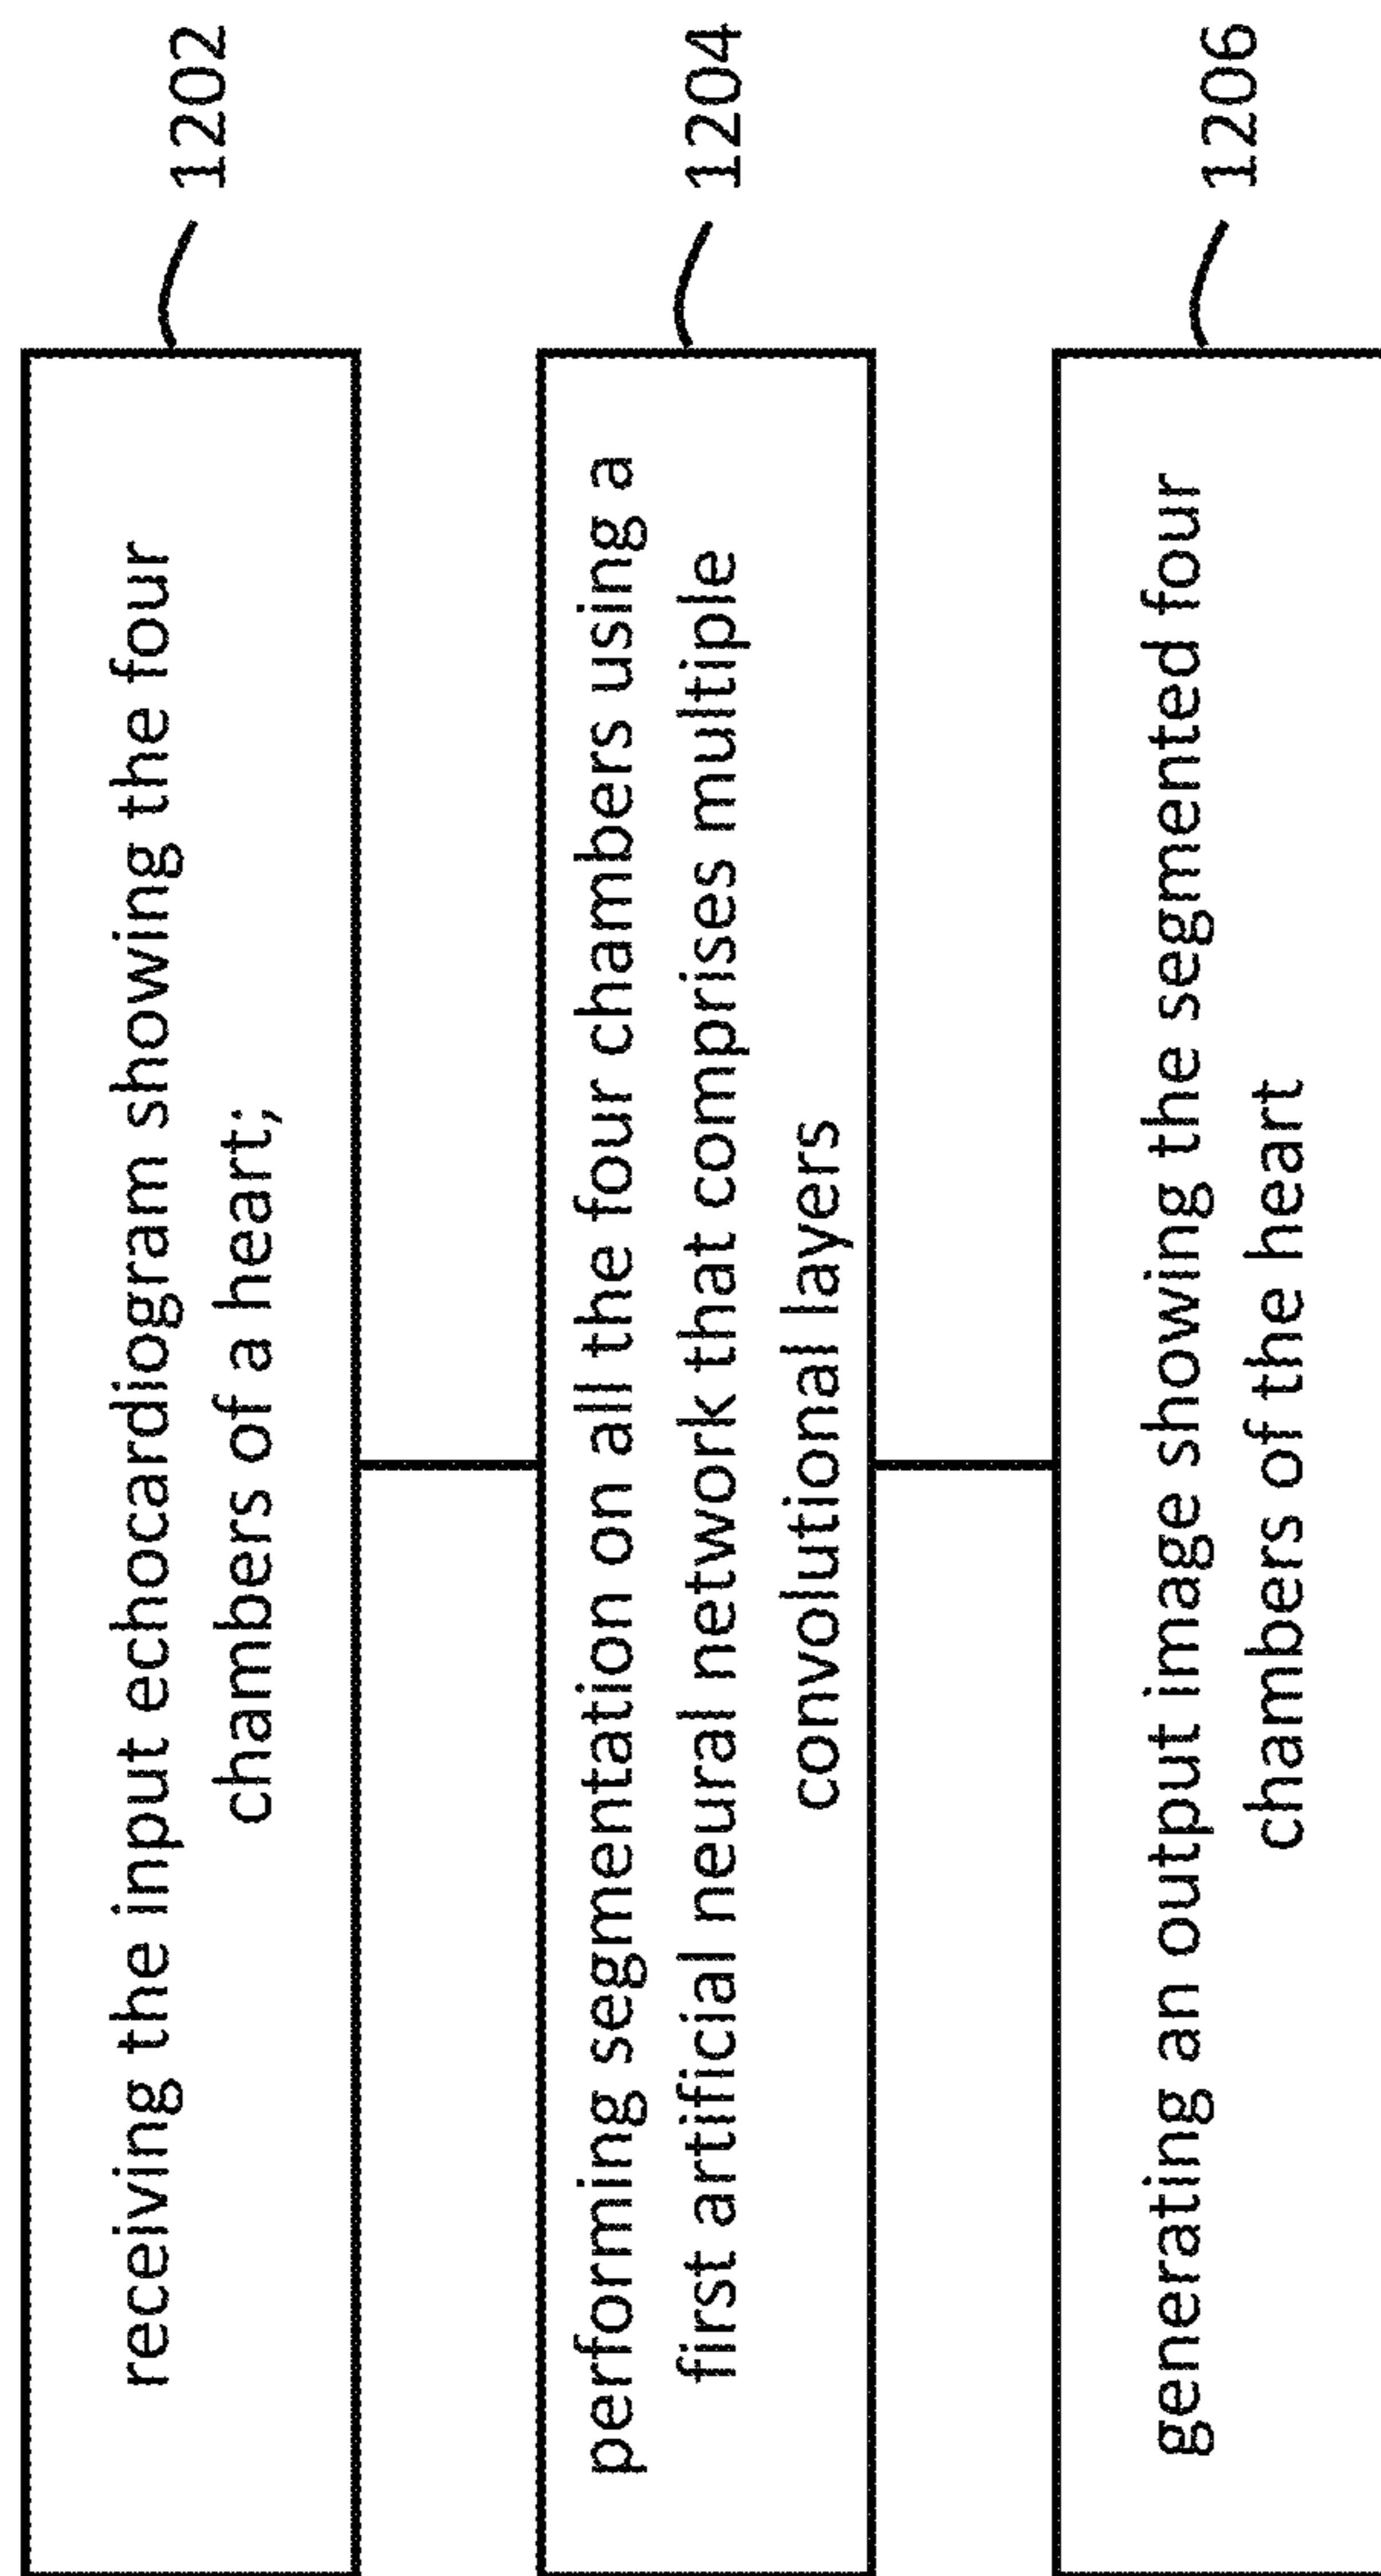 receiving the input echocardiogram showing the four
chambers of a heart;
1202
performing segmentation on all the four chambers using a
first artificial neural network that comprises multiple
convolutional layers
1204
generating an output image showing the segmented four
chambers of the heart
1206